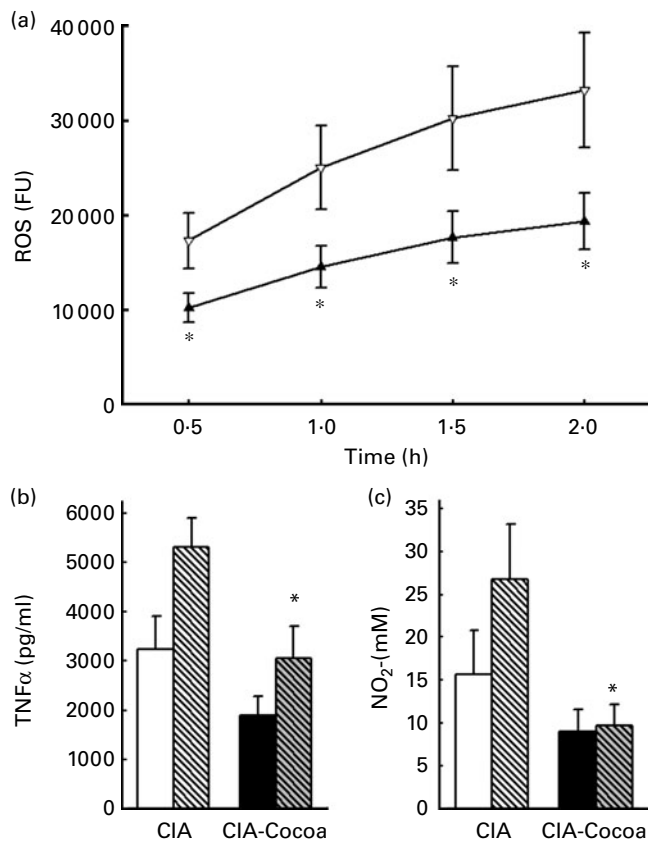 (a)
40 000
30 000
20 000
10 000
0
ROS (FU)
*
*
*
*
0·5
1·0
1·5
2·0
Time (h)
(b)
6000
5000
4000
3000
2000
1000
0
TNFα (pg/ml)
*
CIA
CIA-Cocoa
(c)
35
30
25
20
15
10
5
0
NO₂-(mM)
*
CIA
CIA-Cocoa